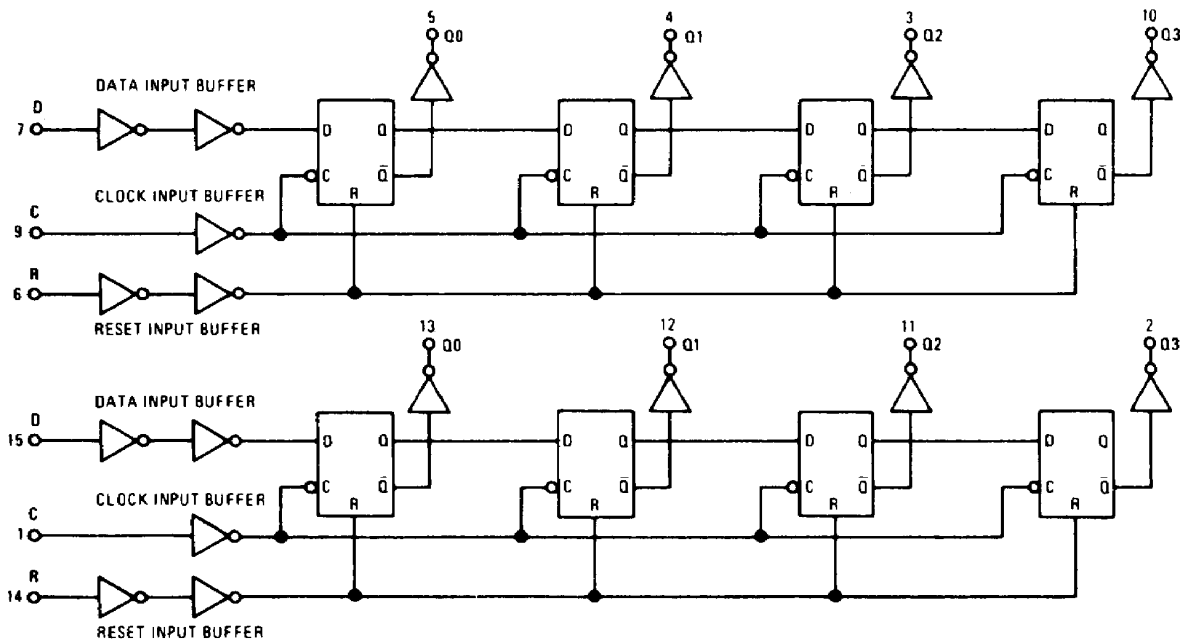 5 4 3 10
Q0 Q1 Q2 Q3
DATA INPUT BUFFER
D
7
D Q D Q D Q D Q
C Q̅ C Q̅ C Q̅ C Q̅
R R R R
CLOCK INPUT BUFFER
C
9
R
6
RESET INPUT BUFFER
13 12 11 2
Q0 Q1 Q2 Q3
DATA INPUT BUFFER
D
15
D Q D Q D Q D Q
C Q̅ C Q̅ C Q̅ C Q̅
R R R R
CLOCK INPUT BUFFER
C
1
R
14
RESET INPUT BUFFER